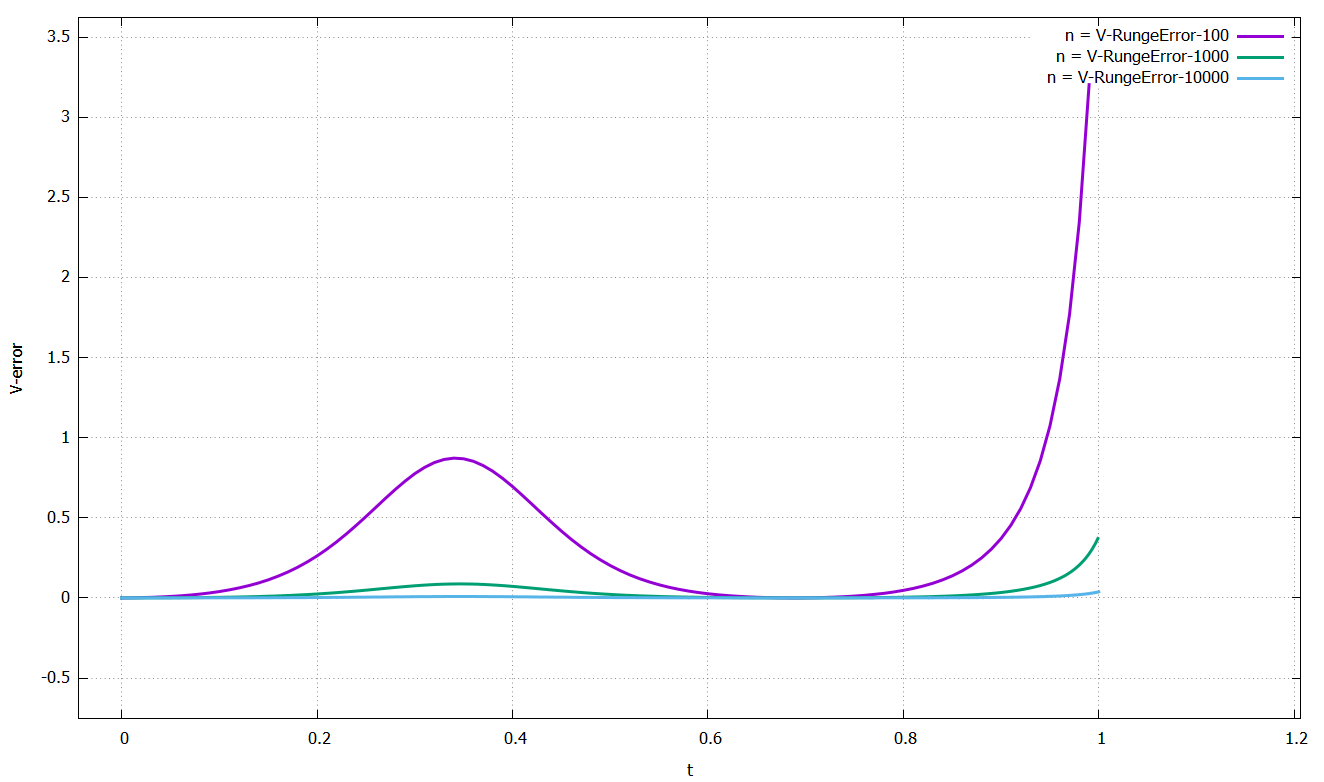 3.5
3
2.5
2
1.5
1
0.5
0
-0.5
V-error
n = V-RungeError-100
n = V-RungeError-1000
n = V-RungeError-10000
0 0.2 0.4 0.6 0.8 1 1.2
t